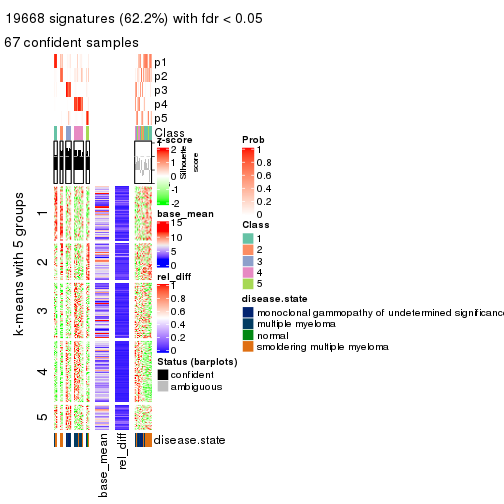 19668 signatures (62.2%) with fdr < 0.05
67 confident samples
p1
p2
p3
p4
p5
Class
Silhouette score
k-means with 5 groups
1
2
3
4
5
base_mean
rel_diff
disease.state
z-score
2
1
0
-1
-2
base_mean
15
10
5
0
rel_diff
1
0.8
0.6
0.4
0.2
0
Status (barplots)
confident
ambiguous
Prob
1
0.8
0.6
0.4
0.2
0
Class
1
2
3
4
5
disease.state
monoclonal gammopathy of undetermined significance
multiple myeloma
normal
smoldering multiple myeloma